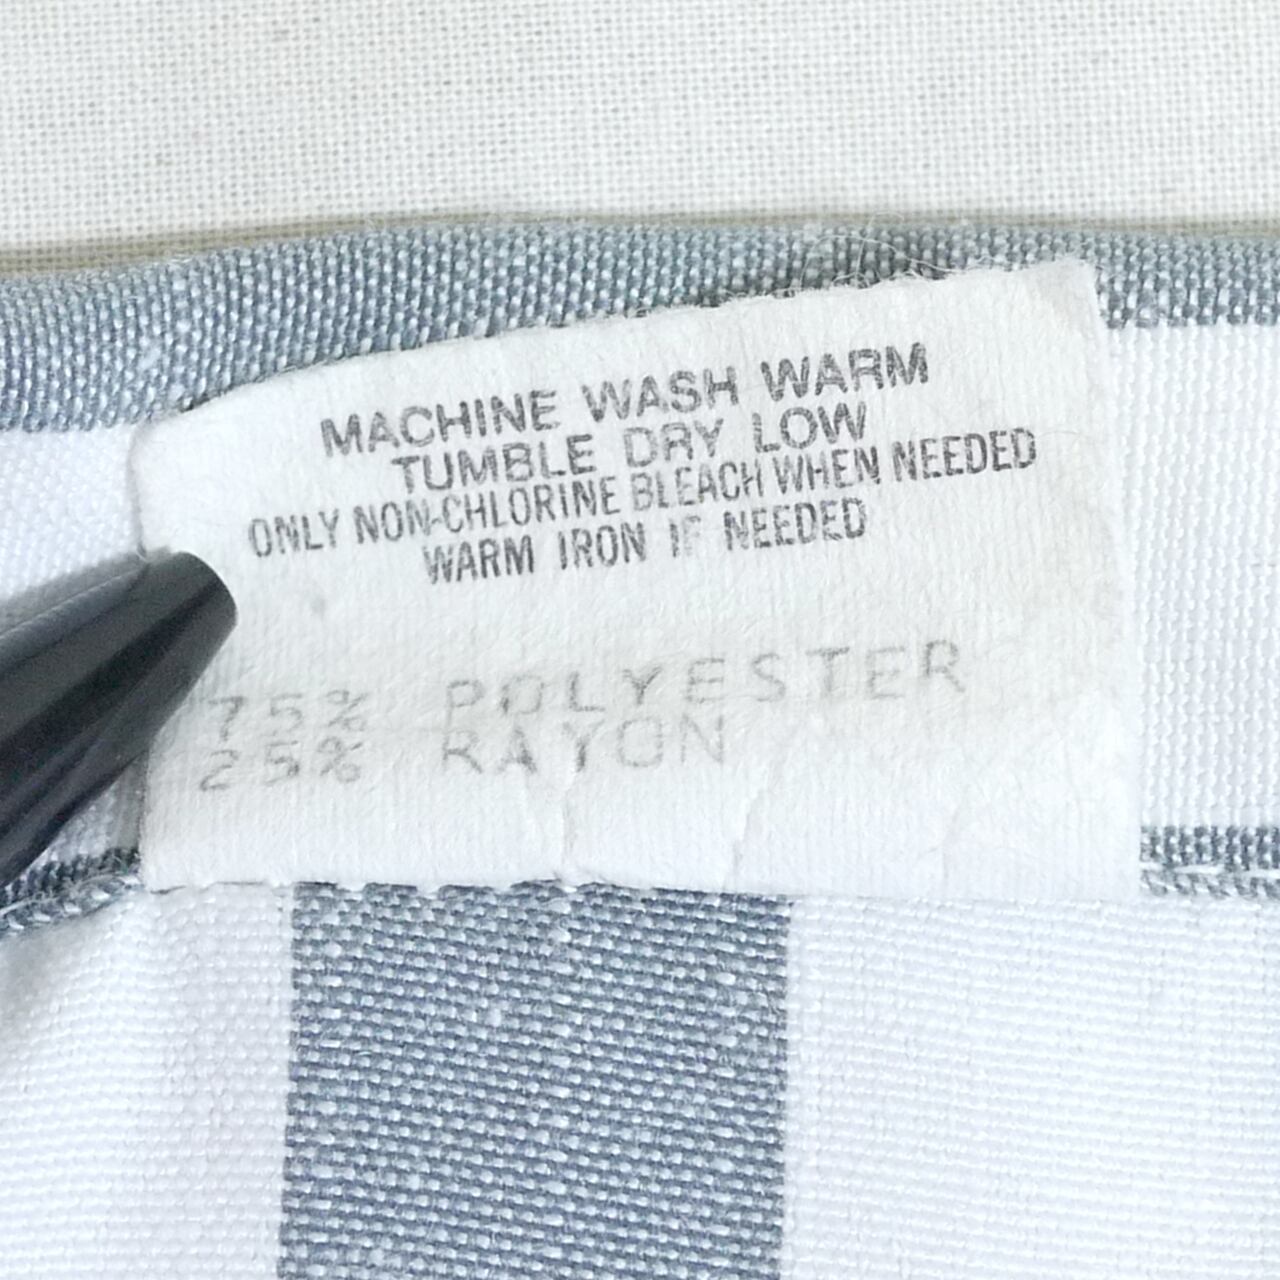 MACHINE WASH WARM
TUMBLE DRY LOW
ONLY NON-CHLORINE BLEACH WHEN NEEDED
WARM IRON IF NEEDED
75% POLYESTER
25% RAYON